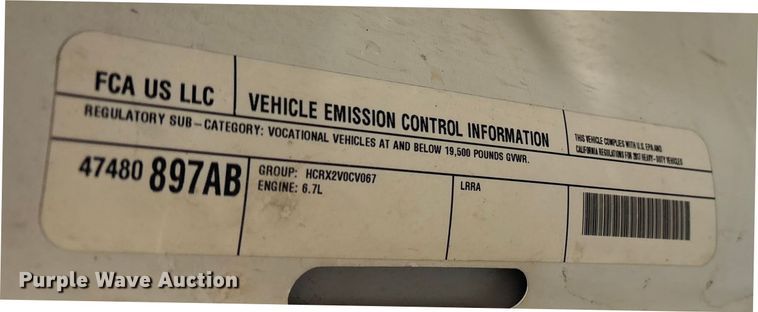 FCA US LLC
VEHICLE EMISSION CONTROL INFORMATION
THIS VEHICLE COMPLIES WITH U.S. EPA AND
CALIFORNIA REGULATIONS FOR 2017 HEAVY-DUTY VEHICLES
REGULATORY SUB-CATEGORY: VOCATIONAL VEHICLES AT AND BELOW 19,500 POUNDS GVWR.
47480 897AB
GROUP: HCRX2VOCV067
ENGINE: 6.7L
LRRA
Purple Wave Auction